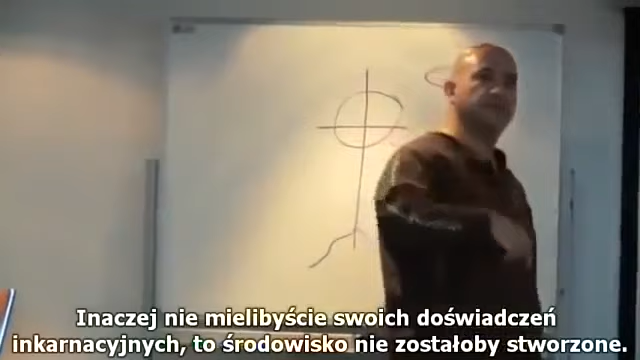 Inaczej nie mielibyście swoich doświadczeń
inkarnacyjnych, to środowisko nie zostałoby stworzone.